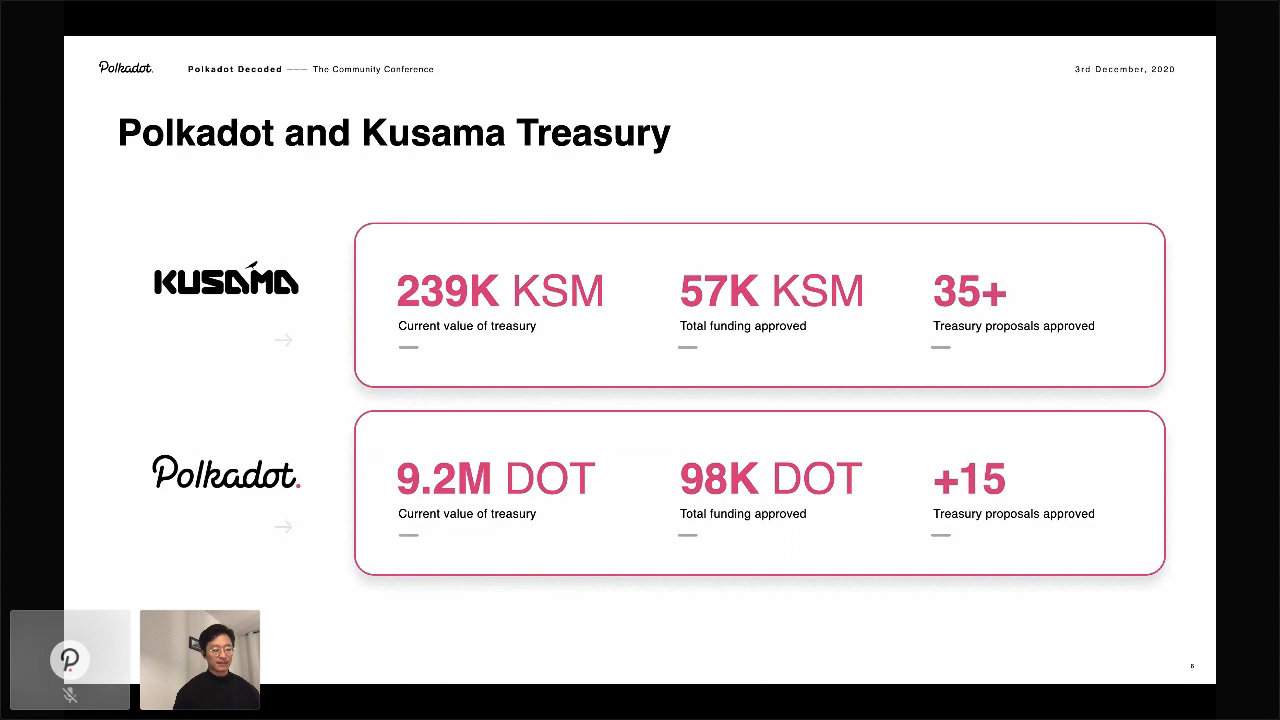 Polkadot. Polkadot Decoded —— The Community Conference 3rd December, 2020
Polkadot and Kusama Treasury
KUSAMA
239K KSM 57K KSM 35+
Current value of treasury Total funding approved Treasury proposals approved
Polkadot.
9.2M DOT 98K DOT +15
Current value of treasury Total funding approved Treasury proposals approved
6